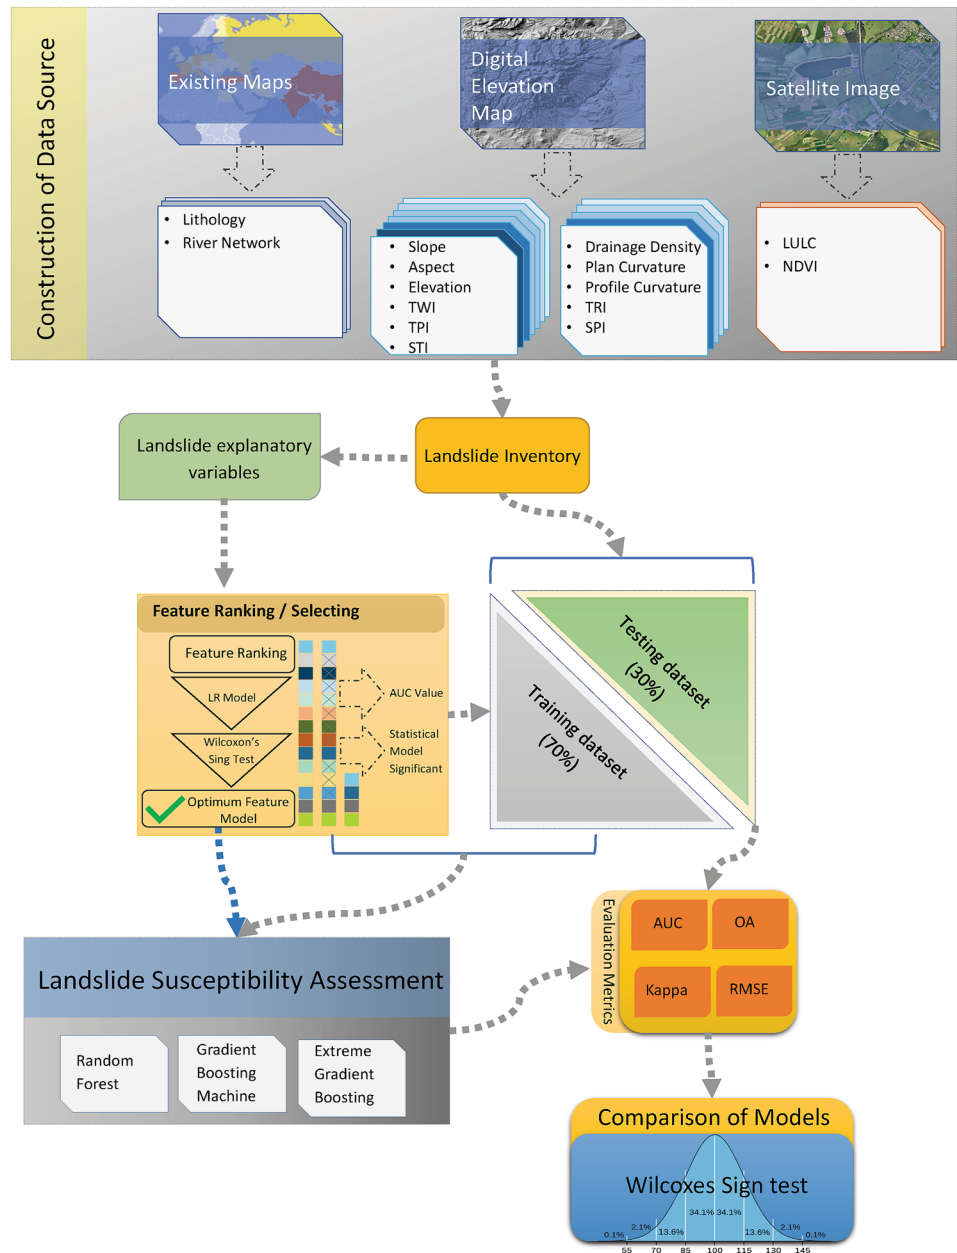 Construction of Data Source
Existing Maps
Digital
Elevation
Map
Satellite Image
• Lithology
• River Network
• Slope
• Aspect
• Elevation
• TWI
• TPI
• STI
• Drainage Density
• Plan Curvature
• Profile Curvature
• TRI
• SPI
• LULC
• NDVI
Landslide explanatory
variables
Landslide Inventory
Feature Ranking / Selecting
Feature Ranking
LR Model
Wilcoxon's
Sing Test
Optimum Feature
Model
AUC Value
Statistical
Model
Significant
Testing dataset
(30%)
Training dataset
(70%)
Landslide Susceptibility Assessment
Random
Forest
Gradient
Boosting
Machine
Extreme
Gradient
Boosting
Evaluation Metrics
AUC
OA
Kappa
RMSE
Comparison of Models
Wilcoxes Sign test
34.1% 34.1%
0.1% 2.1% 13.6% 13.6% 2.1% 0.1%
55 70 85 100 115 130 145